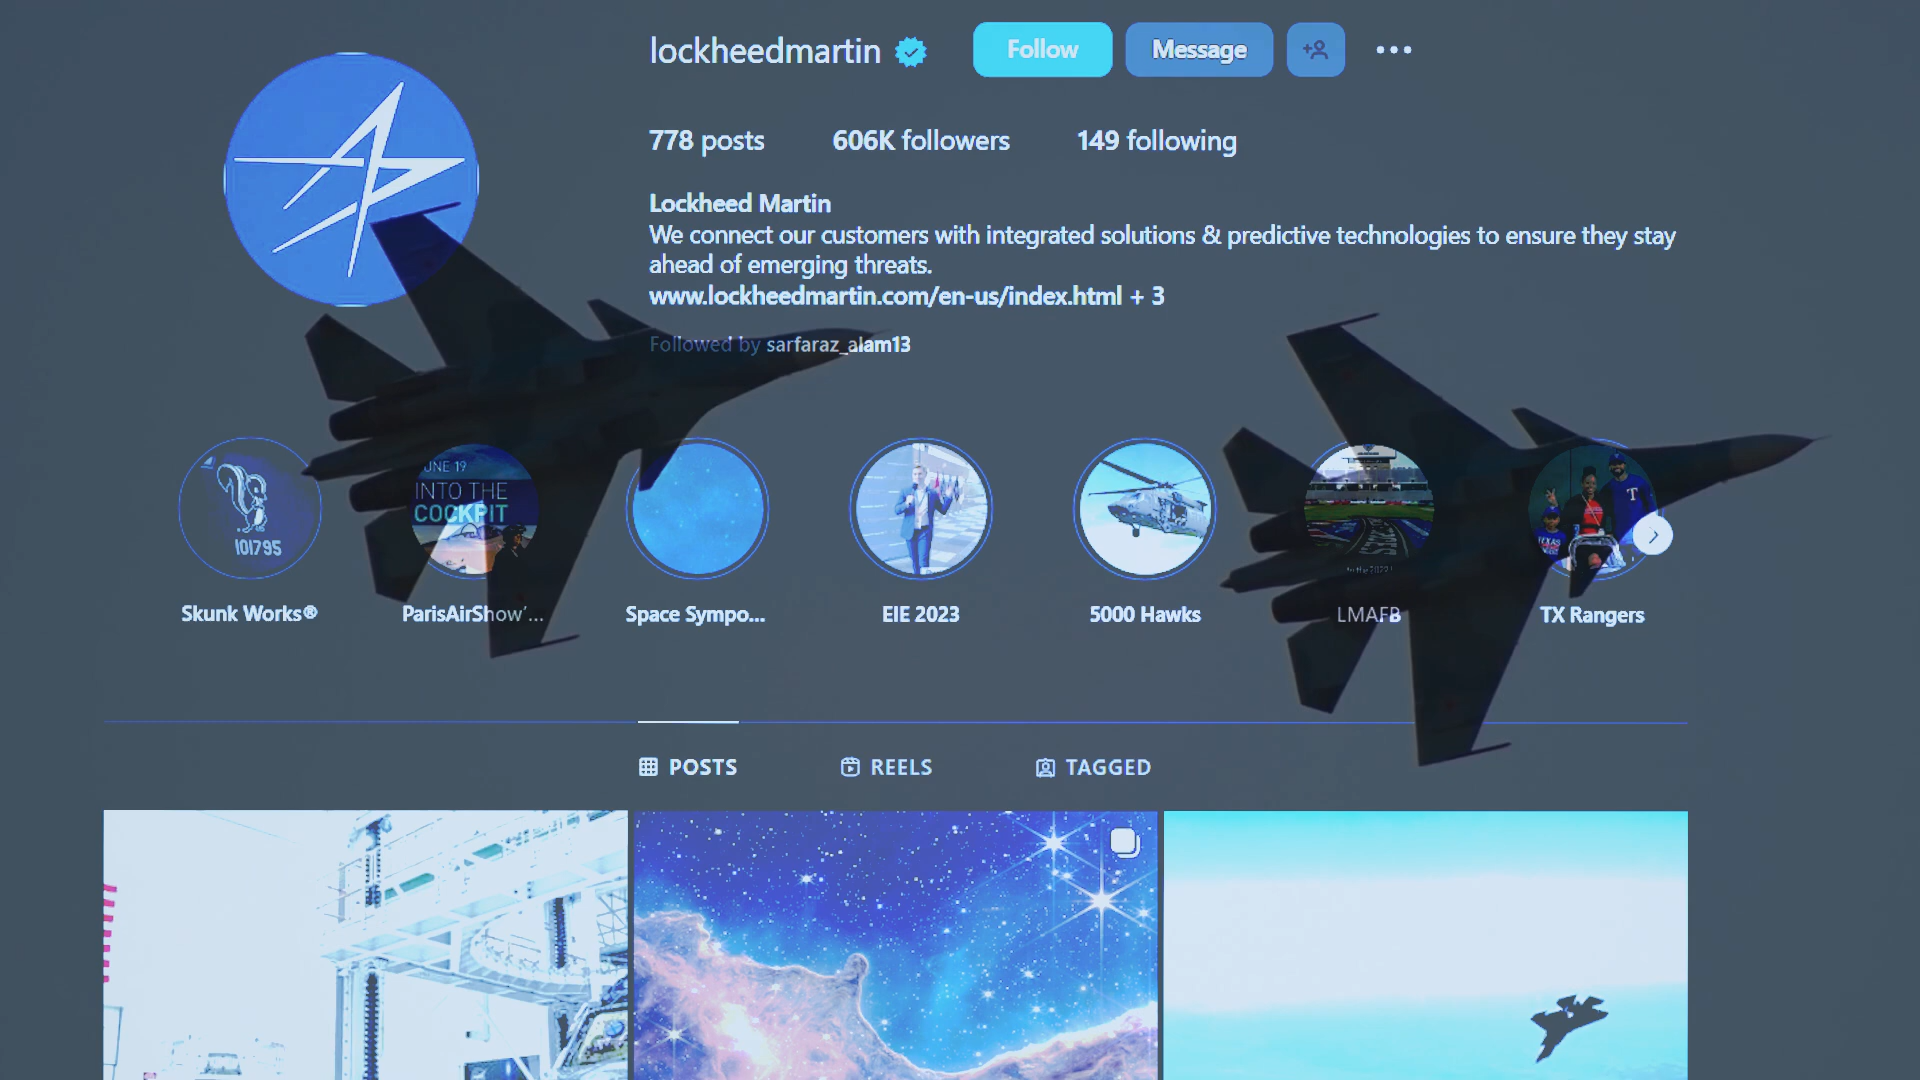 lockheedmartin
Follow
Message
778 posts
606K followers
149 following
Lockheed Martin
We connect our customers with integrated solutions & predictive technologies to ensure they stay
ahead of emerging threats.
www.lockheedmartin.com/en-us/index.html + 3
Followed by sarfaraz_alam13
101795
UNE 19
INTO THE
COCKPIT
T
TEXAS
Skunk Works®
ParisAirShow'...
Space Sympo...
EIE 2023
5000 Hawks
LMAFB
TX Rangers
POSTS
REELS
TAGGED